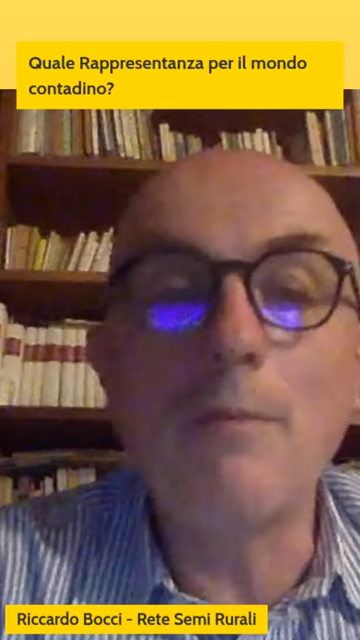 Quale Rappresentanza per il mondo
contadino?
Riccardo Bocci - Rete Semi Rurali